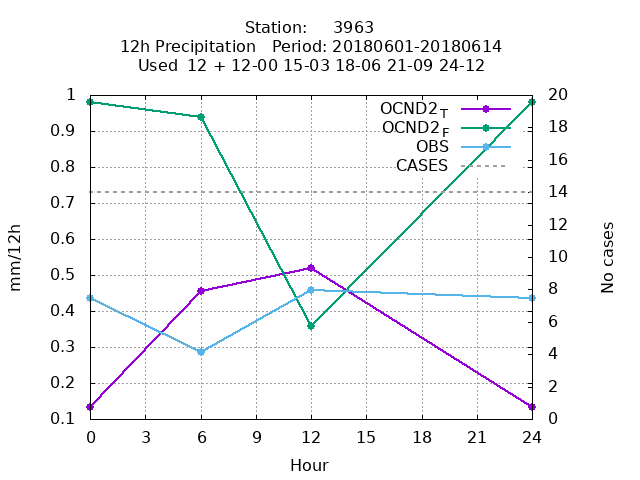 Station:     3963
12h Precipitation   Period: 20180601-20180614
Used  12 + 12-00 15-03 18-06 21-09 24-12
OCND2_T
OCND2_F
OBS
CASES
1
0.9
0.8
0.7
0.6
0.5
0.4
0.3
0.2
0.1
mm/12h
20
18
16
14
12
10
8
6
4
2
0
No cases
0 3 6 9 12 15 18 21 24
Hour